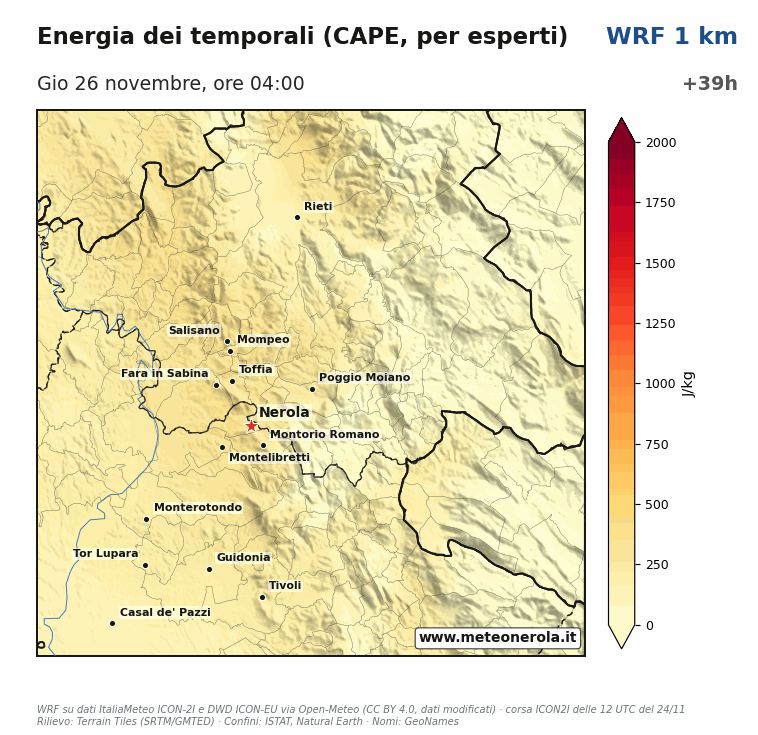 Energia dei temporali (CAPE, per esperti)
WRF 1 km
Gio 26 novembre, ore 04:00
+39h
Rieti
Salisano
Mompeo
Fara in Sabina
Toffia
Poggio Moiano
Nerola
Montorio Romano
Montelibretti
Monterotondo
Tor Lupara
Guidonia
Tivoli
Casal de' Pazzi
www.meteonerola.it
2000
1750
1500
1250
1000
750
500
250
0
J/kg
WRF su dati ItaliaMeteo ICON-2I e DWD ICON-EU via Open-Meteo (CC BY 4.0, dati modificati) · corsa ICON2I delle 12 UTC del 24/11
Rilievo: Terrain Tiles (SRTM/GMTED) · Confini: ISTAT, Natural Earth · Nomi: GeoNames